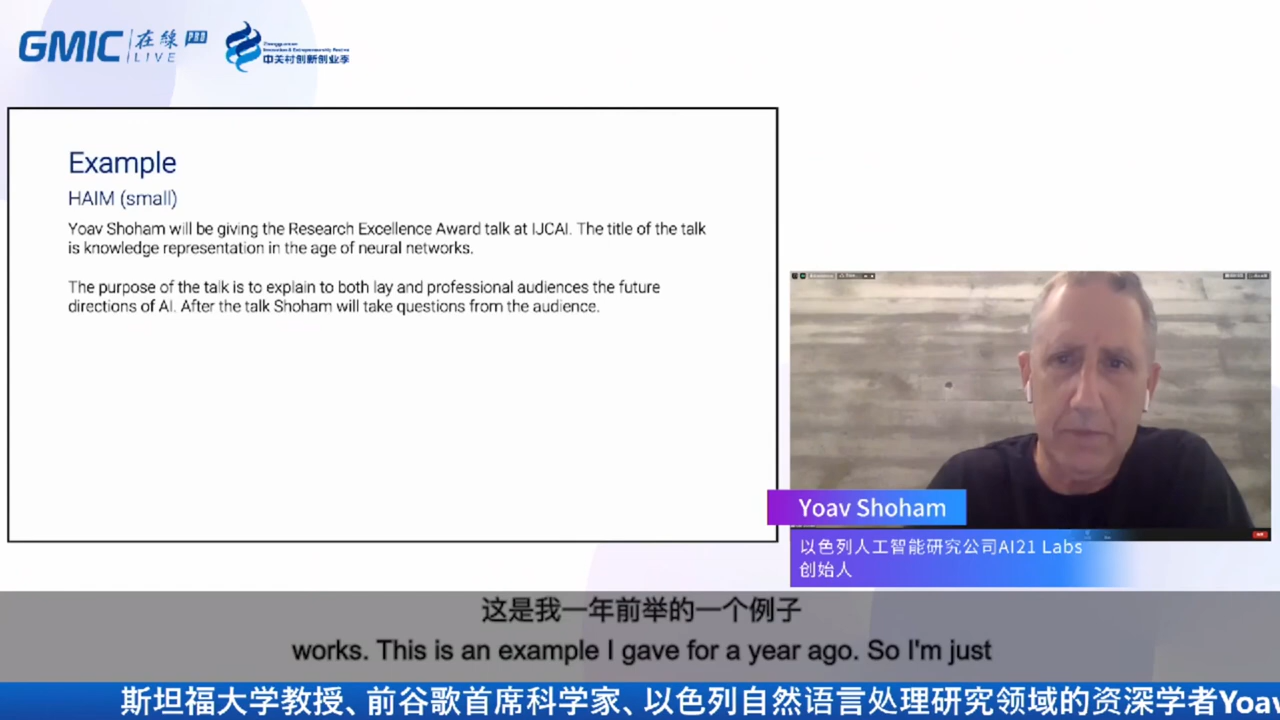 GMIC 在線 PRO
LIVE
Zhongguancun
Innovation & Entrepreneurship Festival
中关村创新创业季
Example
HAIM (small)
Yoav Shoham will be giving the Research Excellence Award talk at IJCAI. The title of the talk
is knowledge representation in the age of neural networks.
The purpose of the talk is to explain to both lay and professional audiences the future
directions of AI. After the talk Shoham will take questions from the audience.
Yoav Shoham
以色列人工智能研究公司AI21 Labs
创始人
这是我一年前举的一个例子
works. This is an example I gave for a year ago. So I'm just
斯坦福大学教授、前谷歌首席科学家、以色列自然语言处理研究领域的资深学者Yoav